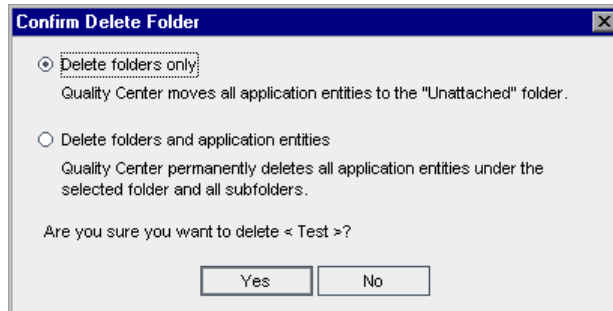 Confirm Delete Folder
Delete folders only
Quality Center moves all application entities to the "Unattached" folder.
Delete folders and application entities
Quality Center permanently deletes all application entities under the
selected folder and all subfolders.
Are you sure you want to delete < Test >?
Yes
No